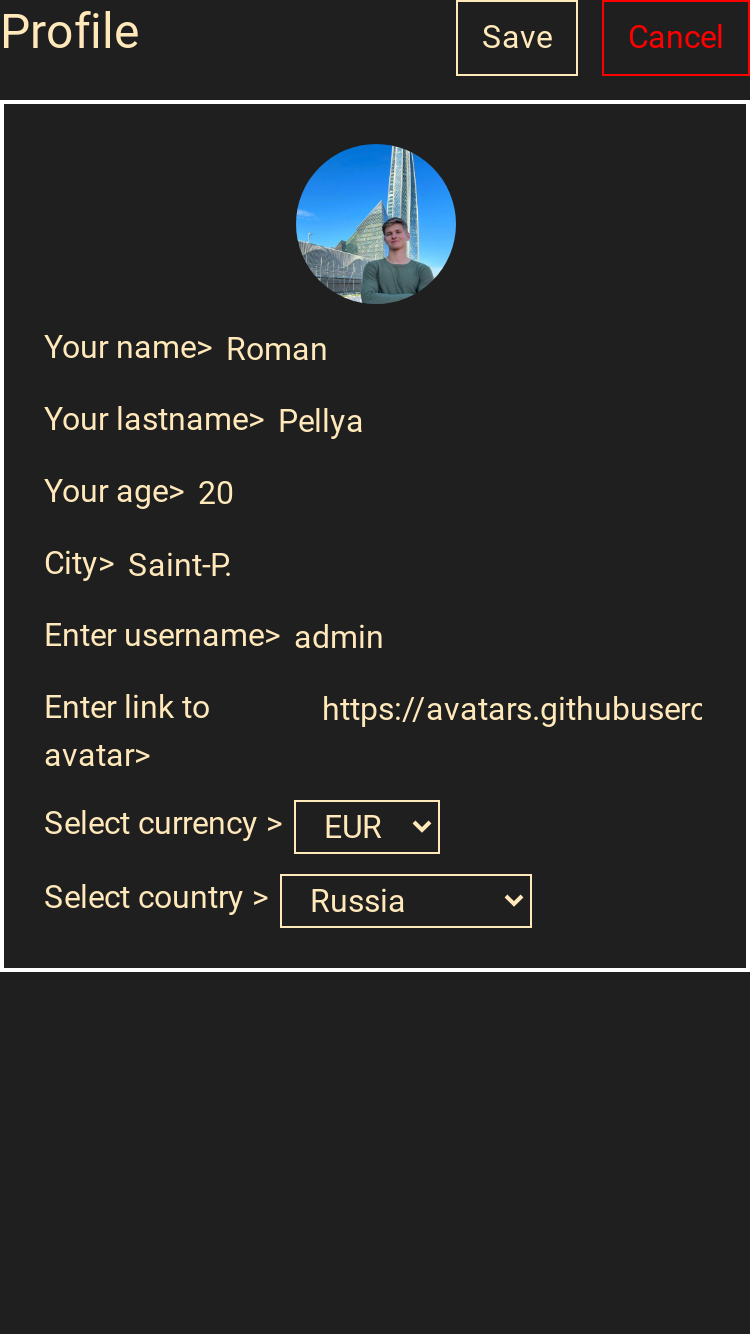 Profile
Save
Cancel
Your name> Roman
Your lastname> Pellya
Your age> 20
City> Saint-P.
Enter username> admin
Enter link to https://avatars.githubuserc
avatar>
Select currency > EUR
Select country > Russia